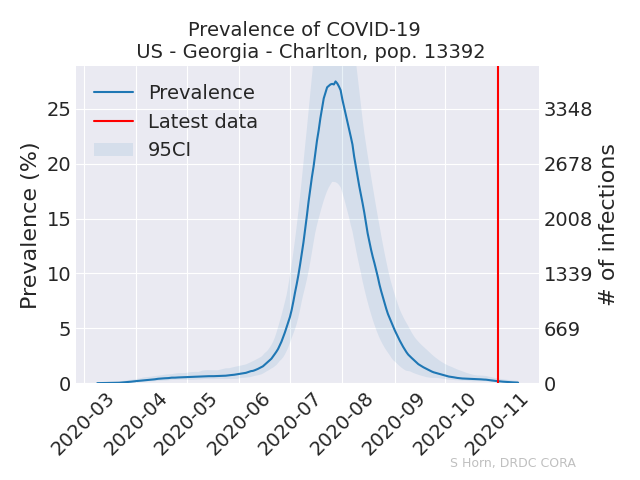 Prevalence of COVID-19
US - Georgia - Charlton, pop. 13392
Prevalence
Latest data
95CI
Prevalence (%)
25
20
15
10
5
0
3348
2678
2008
1339
669
0
# of infections
2020-03
2020-04
2020-05
2020-06
2020-07
2020-08
2020-09
2020-10
2020-11
S Horn, DRDC CORA